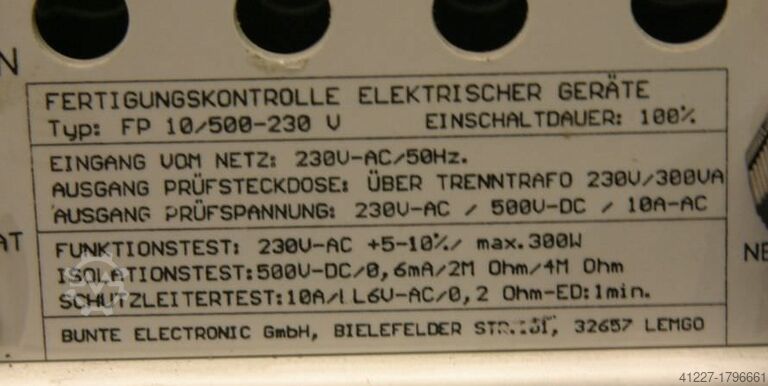 N
FERTIGUNGSKONTROLLE ELEKTRISCHER GERÄTE
Typ: FP 10/500-230 V EINSCHALTDAUER: 100%
EINGANG VOM NETZ: 230V-AC/50Hz.
AUSGANG PRÜFSTECKDOSE: ÜBER TRENNTRAFO 230V/300VA
AUSGANG PRÜFSPANNUNG: 230V-AC / 500V-DC / 10A-AC
AT
NE
FUNKTIONSTEST: 230V-AC +5-10%/ max.300W
ISOLATIONSTEST:500V-DC/0,6mA/2M Ohm/4M Ohm
SCHUTZLEITERTEST:10A/LL6V-AC/0,2 Ohm-ED:1min.
BUNTE ELECTRONIC GmbH, BIELEFELDER STR. 32657 LEMGO
41227-1796661